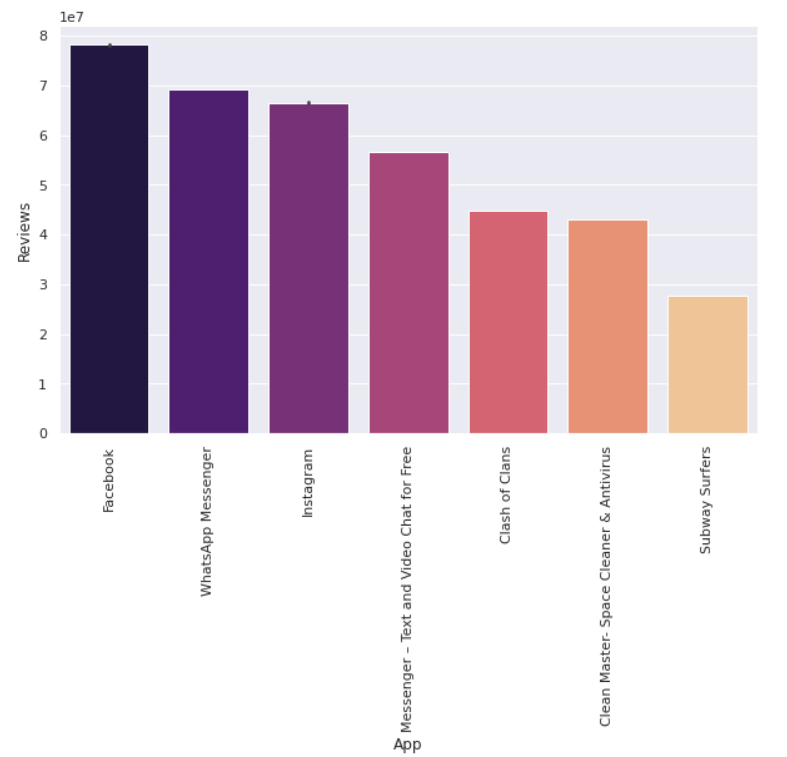 1e7
8
7
6
5
4
3
2
1
0
Reviews
Facebook
WhatsApp Messenger
Instagram
Messenger – Text and Video Chat for Free
Clash of Clans
Clean Master- Space Cleaner & Antivirus
Subway Surfers
App